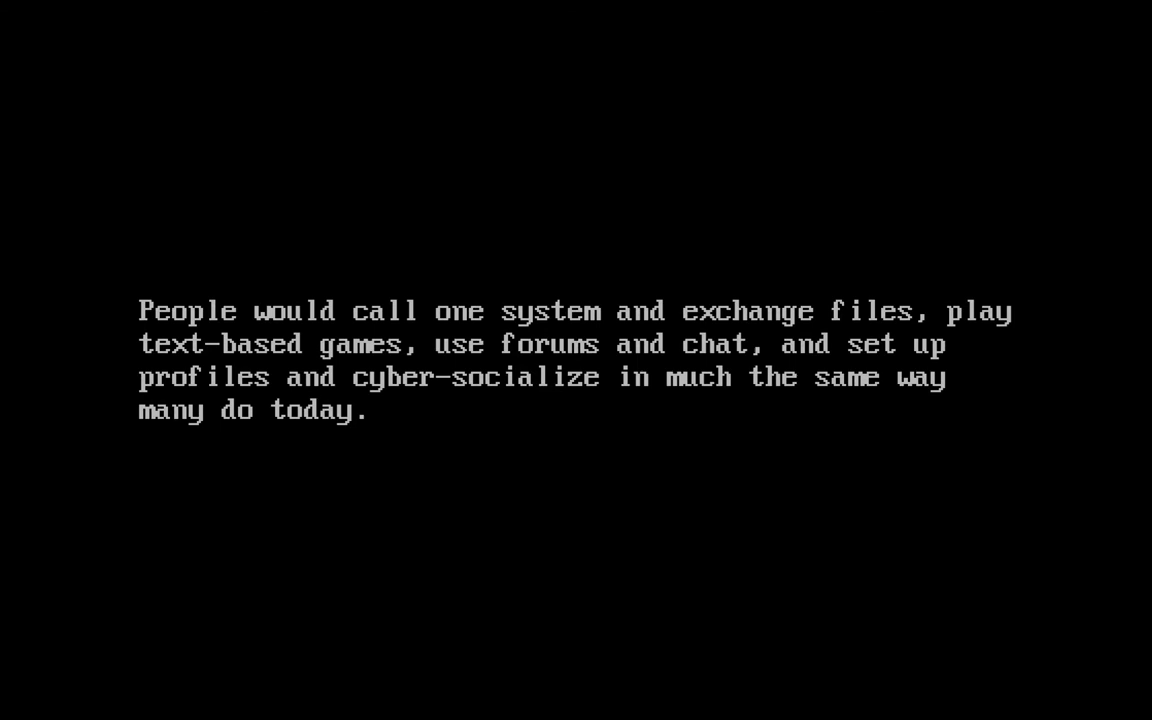 People would call one system and exchange files, play
text-based games, use forums and chat, and set up
profiles and cyber-socialize in much the same way
many do today.